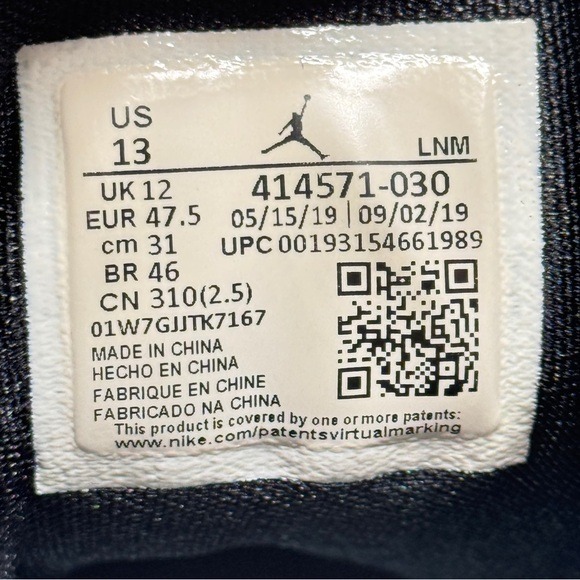 US
13
LNM
UK 12
414571-030
EUR 47.5
05/15/19 | 09/02/19
cm 31
UPC 00193154661989
BR 46
CN 310(2.5)
01W7GJJTK7167
MADE IN CHINA
HECHO EN CHINA
FABRIQUE EN CHINE
FABRICADO NA CHINA
This product is covered by one or more patents:
www.nike.com/patentsvirtualmarking